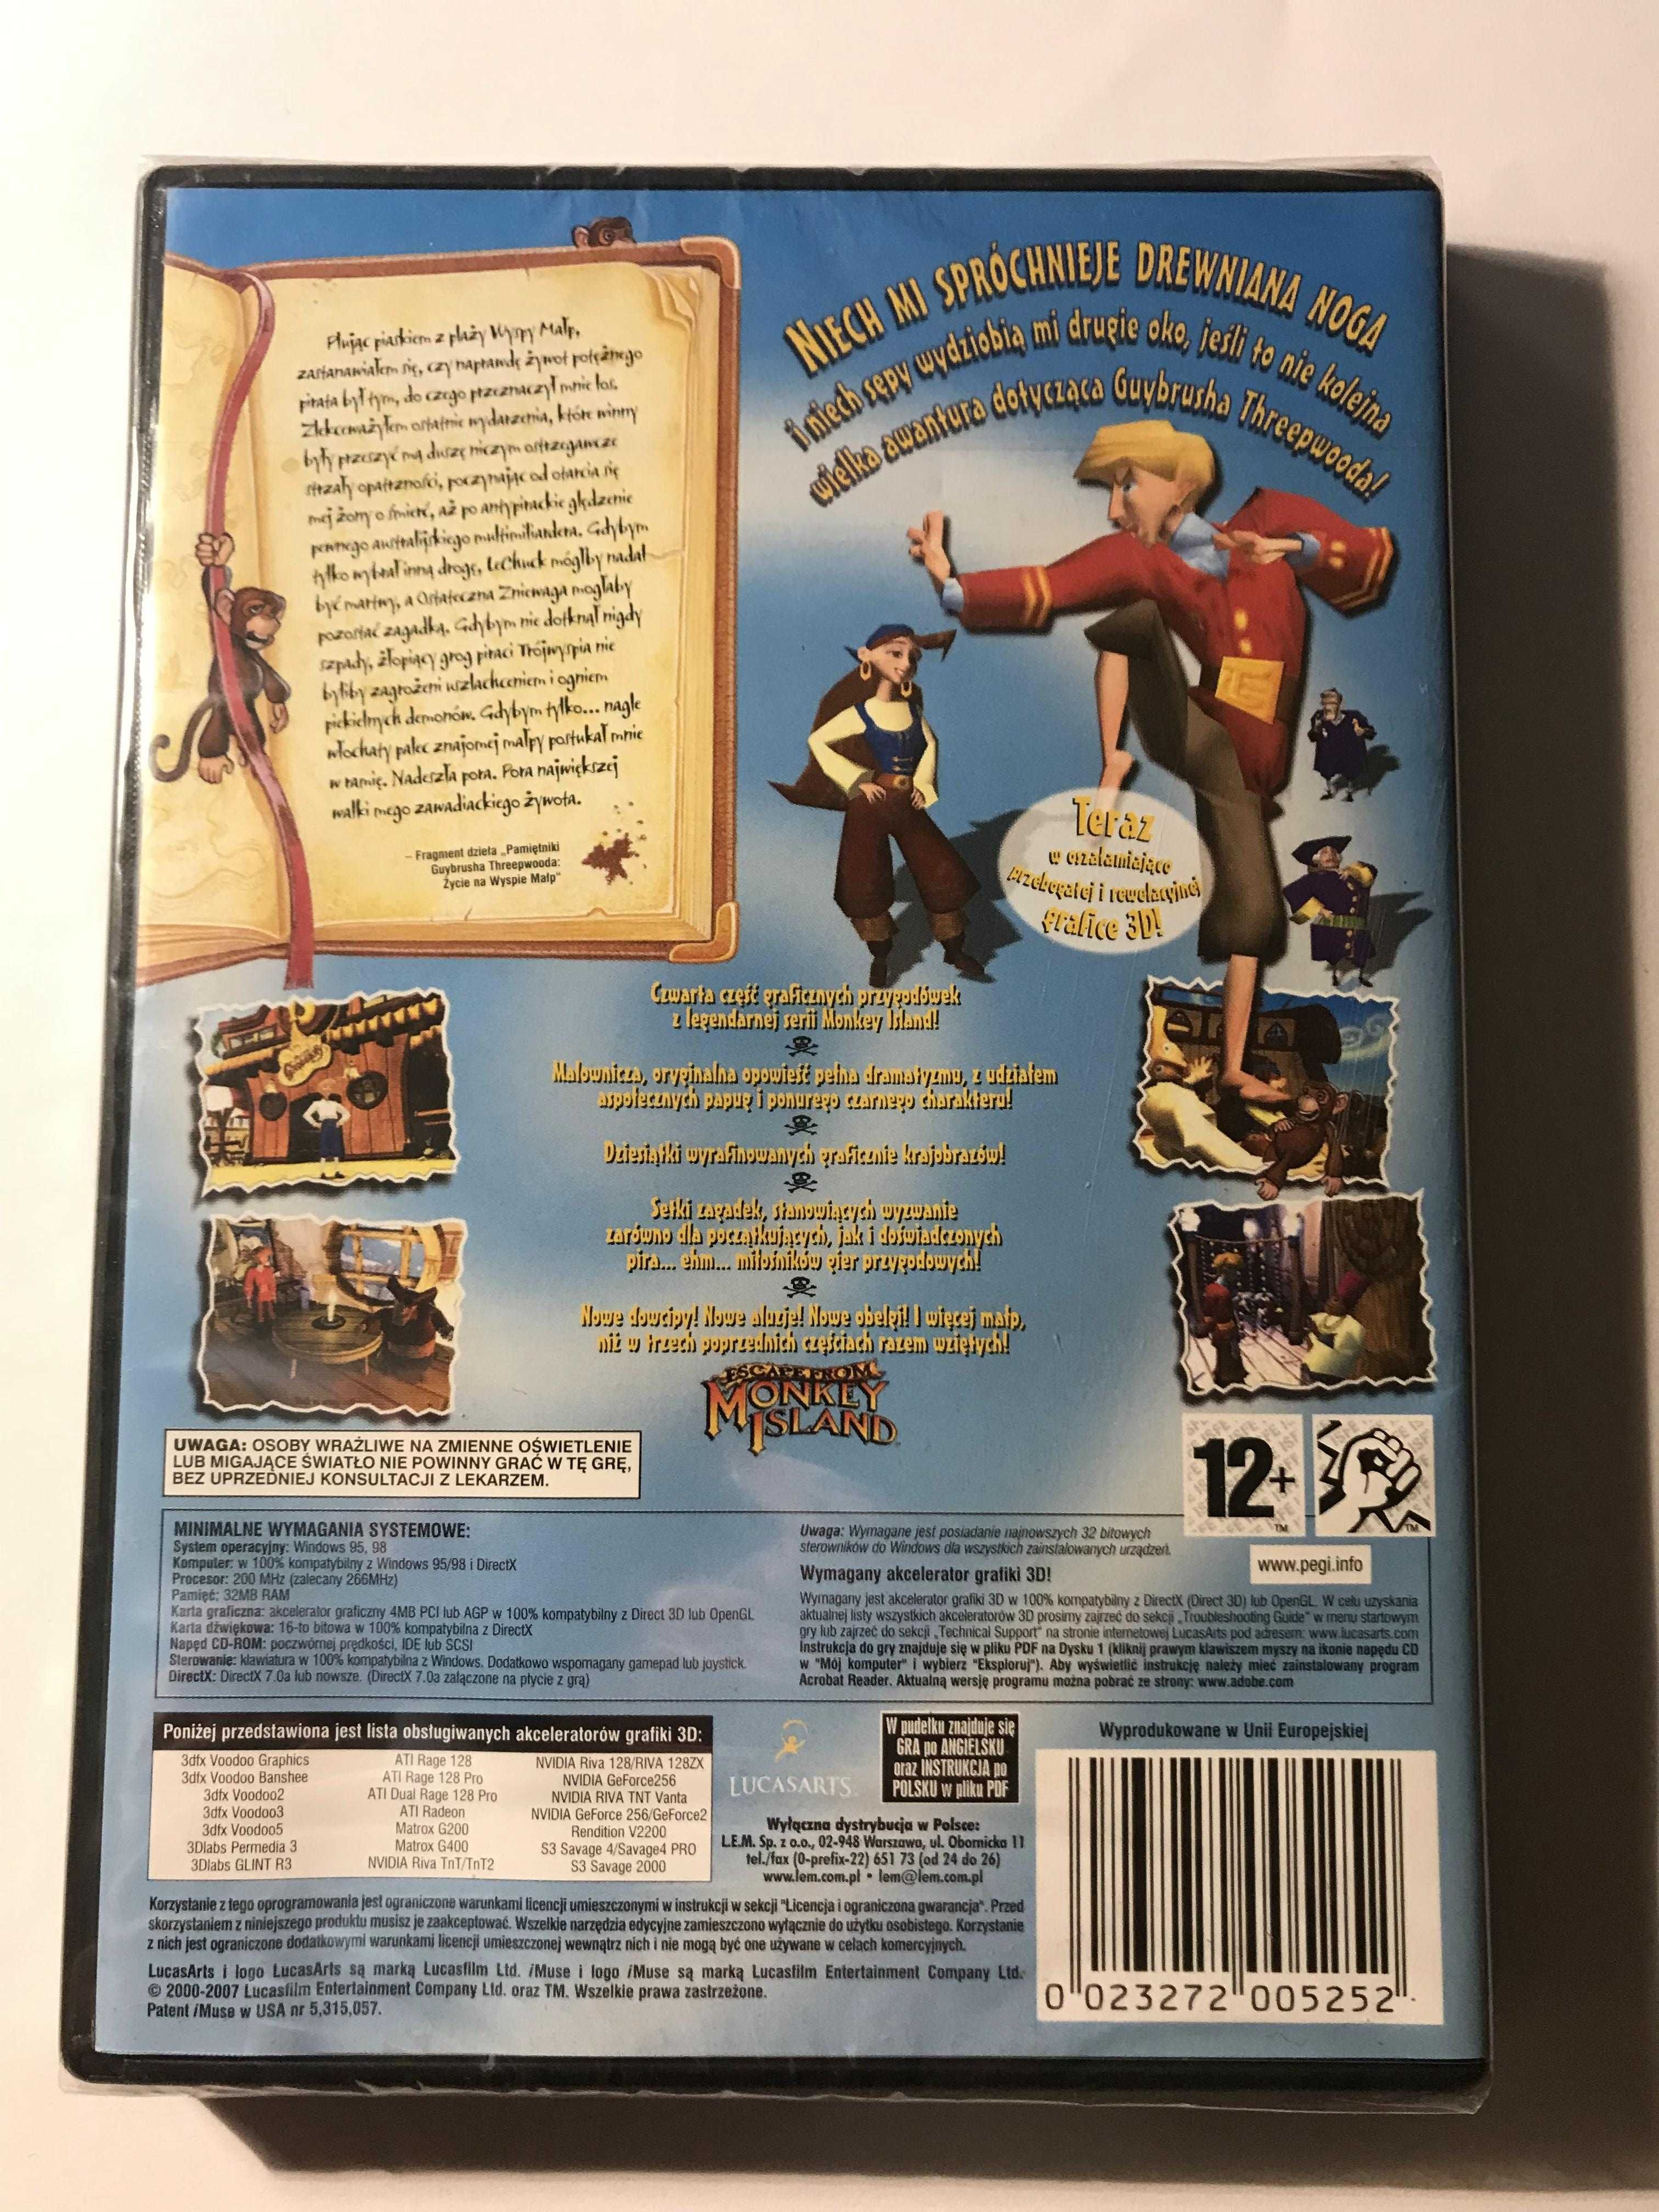 NIECH MI SPRÓCHNIEJE DREWNIANA NOGA
i niech sępy wydziobią mi drugie oko, jeśli to nie kolejna
wielka awantura dotycząca Guybrusha Threepwooda!
Plując piaskiem z plaży Wyspy Małp,
zastanawiałem się, czy naprawdę żywot potężnego
pirata był tym, do czego przeznaczył mnie los.
Zlekceważyłem ostatnie wydarzenia, które winny
były przeszyć mą duszę niczym ostrzegawcze
strzały opatrzności, poczynając od otarcia się
mej żony o śmierć, aż po antypirackie ględzenie
pewnego australijskiego multimiliardera. Gdybym
tylko wybrał inną drogę, LeChuck mógłby nadal
być martwy, a Ostateczna Zniewaga mogłaby
pozostać zagadką. Gdybym nie dotknął nigdy
szpady, żłopiący grog piraci Trójwyspia nie
byliby zagrożeni uszlachceniem i ogniem
piekielnych demonów. Gdybym tylko... nagle
włochaty palec znajomej małpy postukał mnie
w ramię. Nadeszła pora. Pora największej
walki mego zawadiackiego żywota.
– Fragment dzieła „Pamiętniki
Guybrusha Threepwooda:
Życie na Wyspie Małp"
Teraz
w oszałamiająco
przebogatej i rewelacyjnej
grafice 3D!
Czwarta część graficznych przygodówek
z legendarnej serii Monkey Island!
Malownicza, oryginalna opowieść pełna dramatyzmu, z udziałem
aspołecznych papug i ponurego czarnego charakteru!
Dziesiątki wyrafinowanych graficznie krajobrazów!
Setki zagadek, stanowiących wyzwanie
zarówno dla początkujących, jak i doświadczonych
pira... ehm... miłośników gier przygodowych!
Nowe dowcipy! Nowe aluzje! Nowe obelgi! I więcej małp,
niż w trzech poprzednich częściach razem wziętych!
ESCAPE FROM
MONKEY
ISLAND
UWAGA: OSOBY WRAŻLIWE NA ZMIENNE OŚWIETLENIE
LUB MIGAJĄCE ŚWIATŁO NIE POWINNY GRAĆ W TĘ GRĘ,
BEZ UPRZEDNIEJ KONSULTACJI Z LEKARZEM.
12+
www.pegi.info
MINIMALNE WYMAGANIA SYSTEMOWE:
System operacyjny: Windows 95, 98
Komputer: w 100% kompatybilny z Windows 95/98 i DirectX
Procesor: 200 MHz (zalecany 266MHz)
Pamięć: 32MB RAM
Karta graficzna: akcelerator graficzny 4MB PCI lub AGP w 100% kompatybilny z Direct 3D lub OpenGL
Karta dźwiękowa: 16-to bitowa w 100% kompatybilna z DirectX
Napęd CD-ROM: poczwórnej prędkości, IDE lub SCSI
Sterowanie: klawiatura w 100% kompatybilna z Windows. Dodatkowo wspomagany gamepad lub joystick.
DirectX: DirectX 7.0a lub nowsze. (DirectX 7.0a załączone na płycie z grą)
Uwaga: Wymagane jest posiadanie najnowszych 32 bitowych
sterowników do Windows dla wszystkich zainstalowanych urządzeń.
Wymagany akcelerator grafiki 3D!
Wymagany jest akcelerator grafiki 3D w 100% kompatybilny z DirectX (Direct 3D) lub OpenGL. W celu uzyskania
aktualnej listy wszystkich akceleratorów 3D prosimy zajrzeć do sekcji „Troubleshooting Guide" w menu startowym
gry lub zajrzeć do sekcji „Technical Support" na stronie internetowej LucasArts pod adresem: www.lucasarts.com
Instrukcja do gry znajduje się w pliku PDF na Dysku 1 (kliknij prawym klawiszem myszy na ikonie napędu CD
w "Mój komputer" i wybierz "Eksploruj"). Aby wyświetlić instrukcję należy mieć zainstalowany program
Acrobat Reader. Aktualną wersję programu można pobrać ze strony: www.adobe.com
Poniżej przedstawiona jest lista obsługiwanych akceleratorów grafiki 3D:
3dfx Voodoo Graphics
3dfx Voodoo Banshee
3dfx Voodoo2
3dfx Voodoo3
3dfx Voodoo5
3Dlabs Permedia 3
3Dlabs GLINT R3
ATI Rage 128
ATI Rage 128 Pro
ATI Dual Rage 128 Pro
ATI Radeon
Matrox G200
Matrox G400
NVIDIA Riva TnT/TnT2
NVIDIA Riva 128/RIVA 128ZX
NVIDIA GeForce256
NVIDIA RIVA TNT Vanta
NVIDIA GeForce 256/GeForce2
Rendition V2200
S3 Savage 4/Savage4 PRO
S3 Savage 2000
LUCASARTS
W pudełku znajduje się
GRA po ANGIELSKU
oraz INSTRUKCJA po
POLSKU w pliku PDF
Wyłączna dystrybucja w Polsce:
L.E.M. Sp. z o.o., 02-948 Warszawa, ul. Obornicka 11
tel./fax (0-prefix-22) 651 73 (od 24 do 26)
www.lem.com.pl • lem@lem.com.pl
Wyprodukowane w Unii Europejskiej
0 023272 005252
Korzystanie z tego oprogramowania jest ograniczone warunkami licencji umieszczonymi w instrukcji w sekcji "Licencja i ograniczona gwarancja". Przed
skorzystaniem z niniejszego produktu musisz je zaakceptować. Wszelkie narzędzia edycyjne zamieszczono wyłącznie do użytku osobistego. Korzystanie
z nich jest ograniczone dodatkowymi warunkami licencji umieszczonej wewnątrz nich i nie mogą być one używane w celach komercyjnych.
LucasArts i logo LucasArts są marką Lucasfilm Ltd. iMuse i logo iMuse są marką Lucasfilm Entertainment Company Ltd.
© 2000-2007 Lucasfilm Entertainment Company Ltd. oraz TM. Wszelkie prawa zastrzeżone.
Patent iMuse w USA nr 5,315,057.